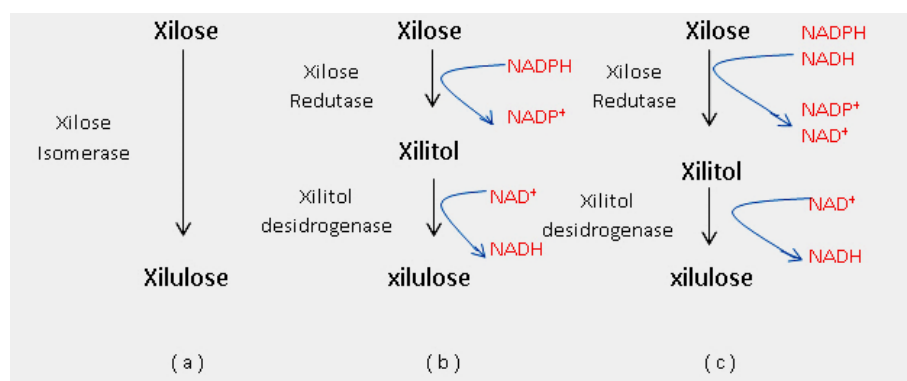 Xilose
Xilose
Isomerase
Xilulose
( a )
Xilose
Xilose
Redutase
NADPH
NADP⁺
Xilitol
Xilitol
desidrogenase
NAD⁺
NADH
xilulose
( b )
Xilose
Xilose
Redutase
NADPH
NADH
NADP⁺
NAD⁺
Xilitol
Xilitol
desidrogenase
NAD⁺
NADH
xilulose
( c )